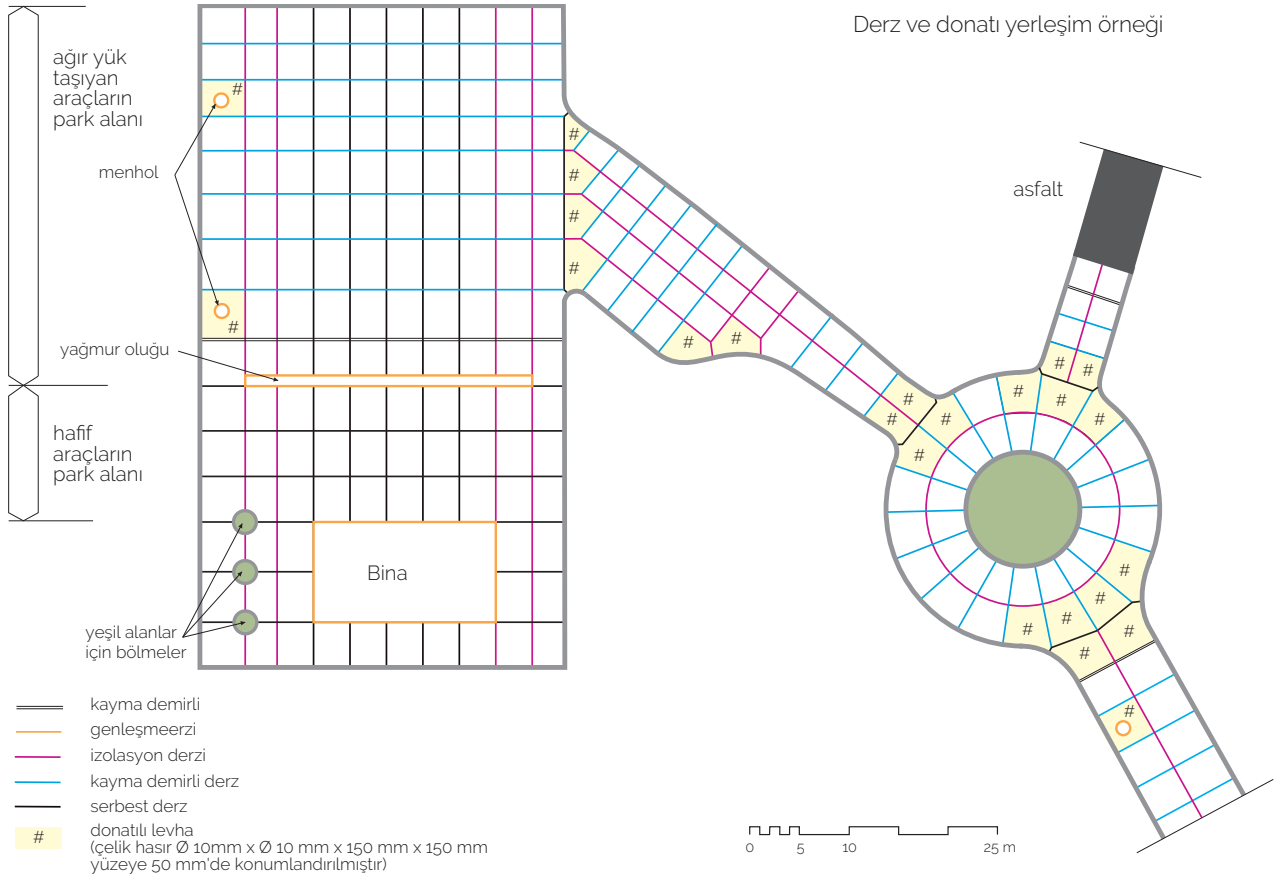 Derz ve donatı yerleşim örneği
ağır yük
taşıyan
araçların
park alanı
#
menhol
#
#
#
#
#
asfalt
#
yağmur oluğu
#
#
#
#
#
#
#
#
#
#
#
#
hafif
araçların
park alanı
Bina
#
#
#
#
#
#
yeşil alanlar
için bölmeler
#
kayma demirli
genleşmeerzi
izolasyon derzi
kayma demirli derz
serbest derz
# donatılı levha
(çelik hasır Ø 10mm x Ø 10 mm x 150 mm x 150 mm
yüzeye 50 mm'de konumlandırılmıştır)
0 5 10 25 m